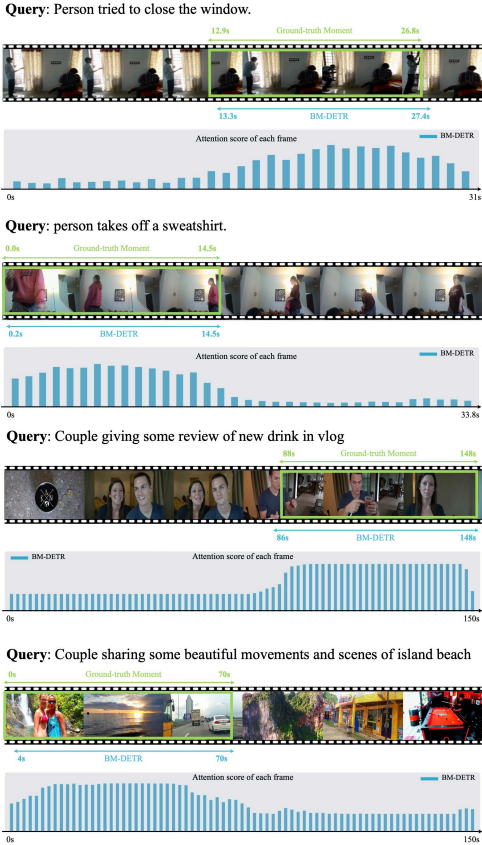 Query: Person tried to close the window.
12.9s Ground-truth Moment 26.8s
13.3s BM-DETR 27.4s
Attention score of each frame
BM-DETR
0s 31s
Query: person takes off a sweatshirt.
0.0s Ground-truth Moment 14.5s
0.2s BM-DETR 14.5s
Attention score of each frame
BM-DETR
0s 33.8s
Query: Couple giving some review of new drink in vlog
88s Ground-truth Moment 148s
86s BM-DETR 148s
BM-DETR Attention score of each frame
0s 150s
Query: Couple sharing some beautiful movements and scenes of island beach
0s Ground-truth Moment 70s
4s BM-DETR 70s
Attention score of each frame
BM-DETR
0s 150s